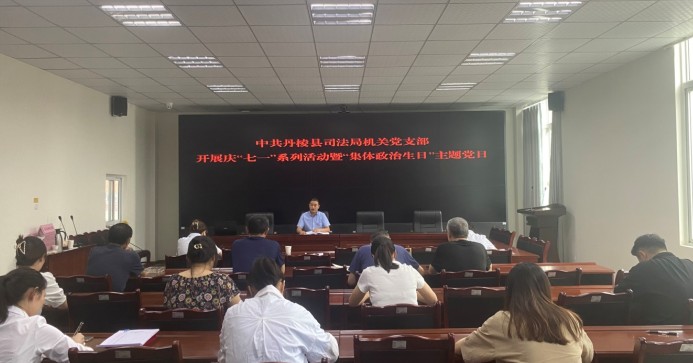 中共丹棱县司法局机关党支部
开展庆“七一”系列活动暨“集体政治生日”主题党日